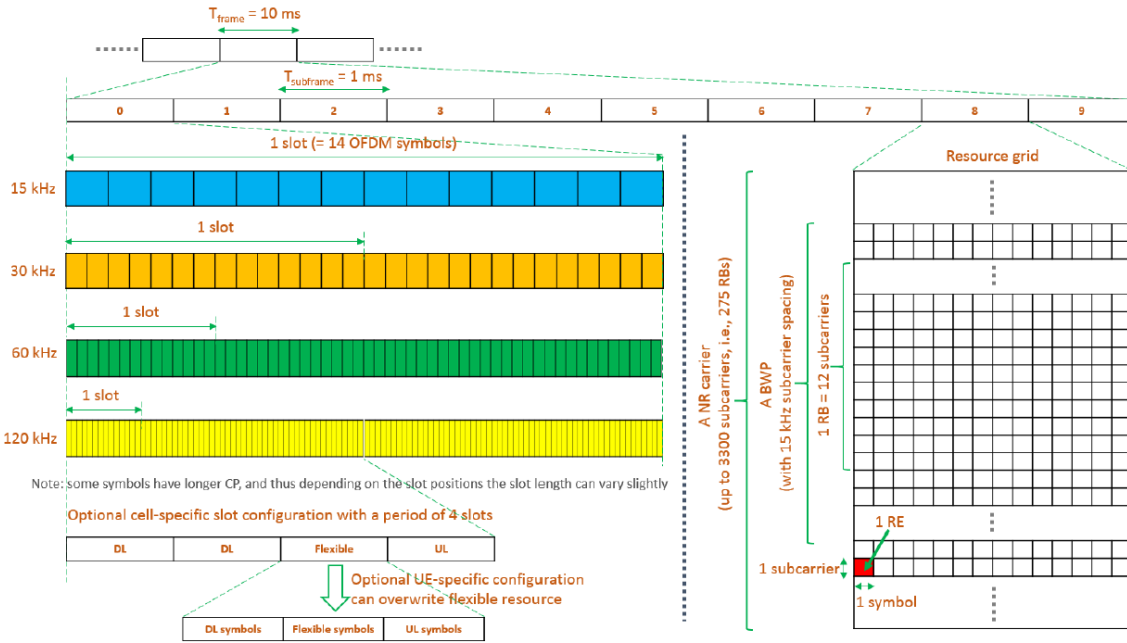 T_frame = 10 ms
T_subframe = 1 ms
0 1 2 3 4 5 6 7 8 9
1 slot (= 14 OFDM symbols)
Resource grid
15 kHz
1 slot
30 kHz
1 slot
60 kHz
1 slot
120 kHz
Note: some symbols have longer CP, and thus depending on the slot positions the slot length can vary slightly
Optional cell-specific slot configuration with a period of 4 slots
DL DL Flexible UL
Optional UE-specific configuration
can overwrite flexible resource
DL symbols Flexible symbols UL symbols
A NR carrier
(up to 3300 subcarriers, i.e., 275 RBs)
A BWP
(with 15 kHz subcarrier spacing)
1 RB = 12 subcarriers
1 RE
1 subcarrier
1 symbol